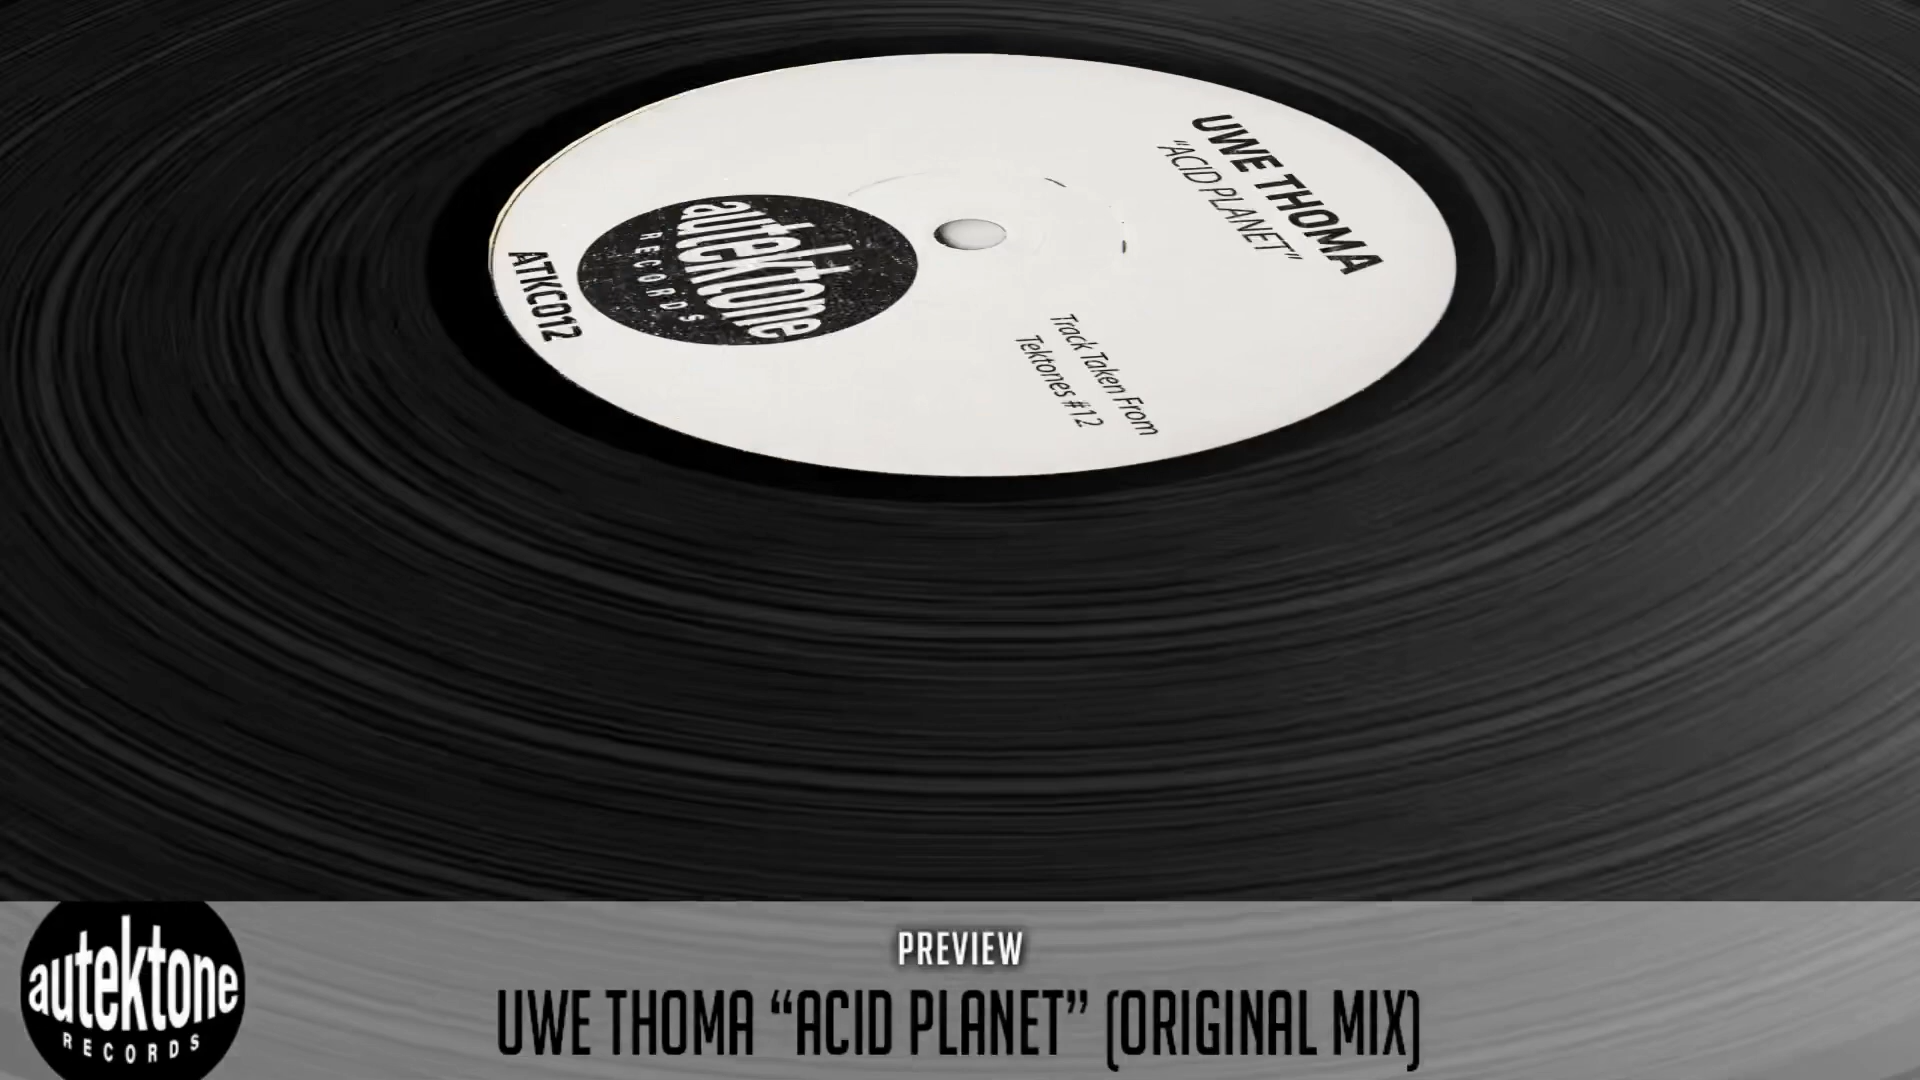 UWE THOMA
“ACID PLANET”
autektone
RECORDS
ATKC012
Track Taken From
Tektones #12
autektone
RECORDS
PREVIEW
UWE THOMA “ACID PLANET” (ORIGINAL MIX)